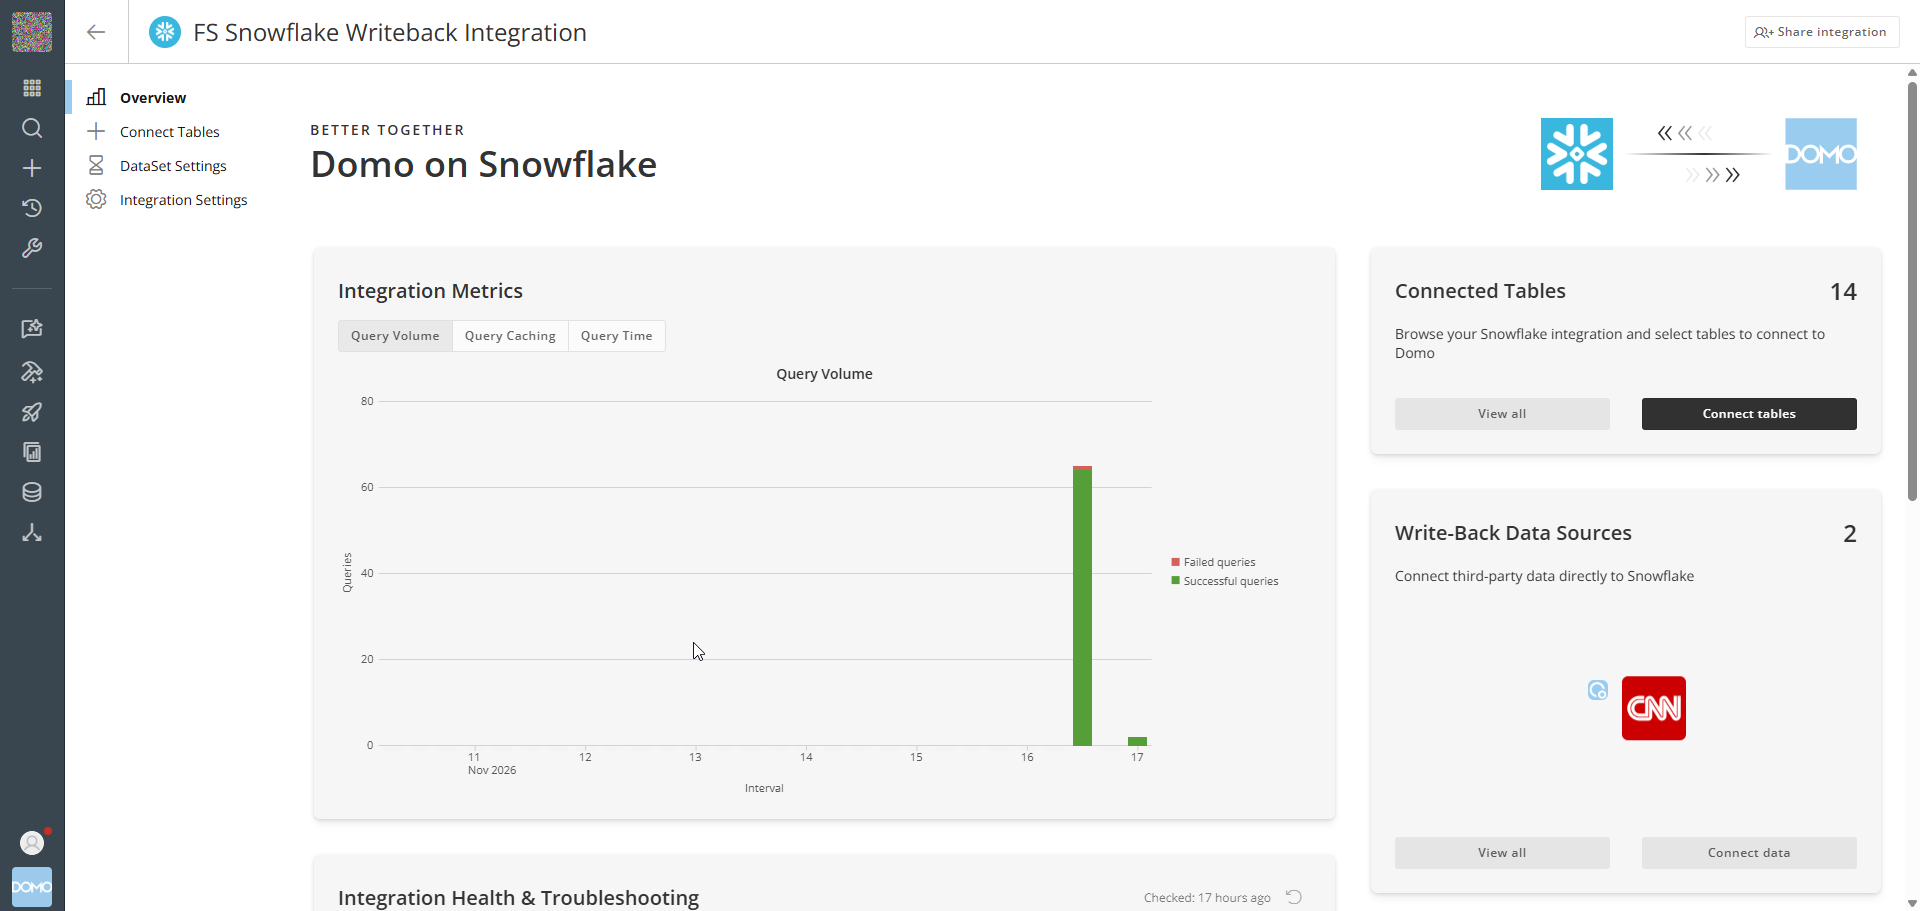 FS Snowflake Writeback Integration
Share integration
Overview
Connect Tables
DataSet Settings
Integration Settings
BETTER TOGETHER
Domo on Snowflake
DOMO
Integration Metrics
Query Volume
Query Caching
Query Time
Query Volume
80
60
40
20
0
Queries
11
12
13
14
15
16
17
Nov 2026
Interval
Failed queries
Successful queries
Connected Tables
14
Browse your Snowflake integration and select tables to connect to
Domo
View all
Connect tables
Write-Back Data Sources
2
Connect third-party data directly to Snowflake
CNN
View all
Connect data
Integration Health & Troubleshooting
Checked: 17 hours ago
DOMO